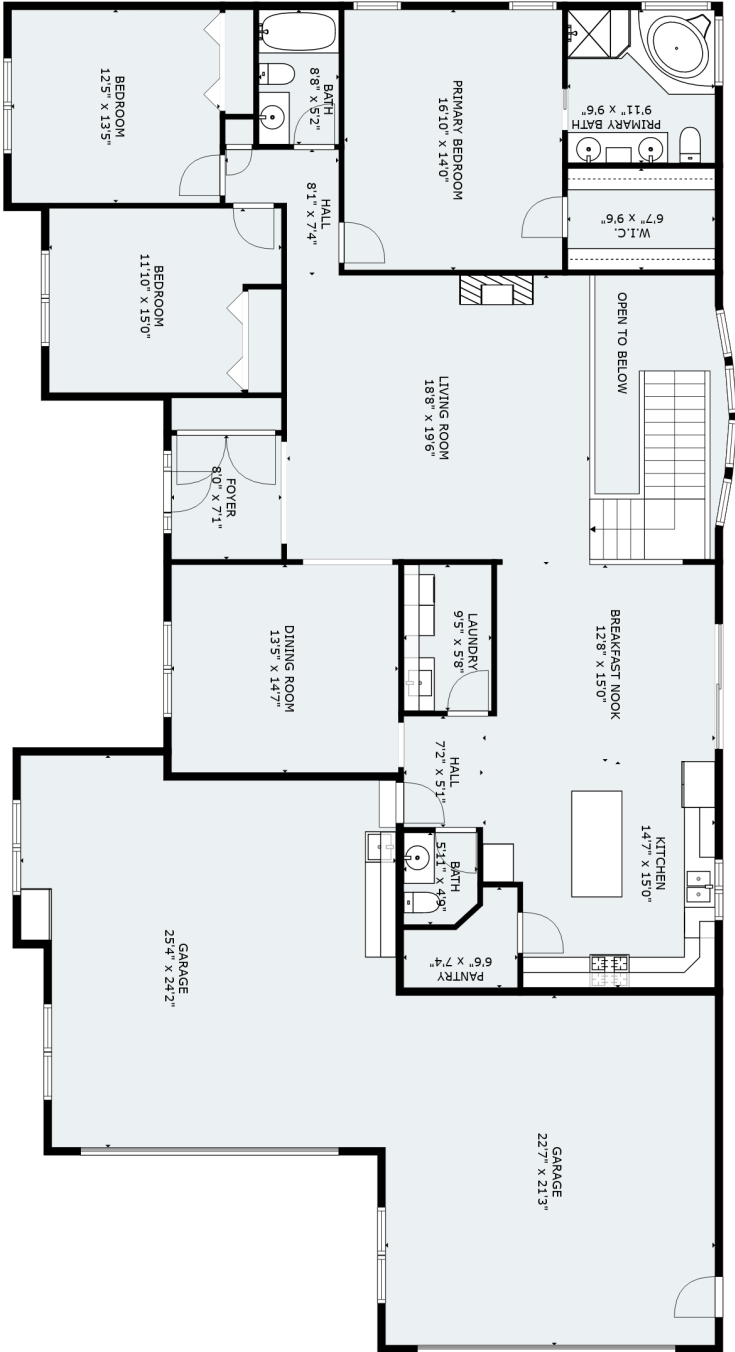 BEDROOM
12'5" x 13'5"
BATH
8'8" x 5'2"
PRIMARY BEDROOM
16'10" x 14'0"
PRIMARY BATH
9'11" x 9'6"
W.I.C.
6'7" x 9'6"
HALL
8'1" x 7'4"
BEDROOM
11'10" x 15'0"
OPEN TO BELOW
LIVING ROOM
18'8" x 19'6"
FOYER
8'0" x 7'1"
DINING ROOM
13'5" x 14'7"
LAUNDRY
9'5" x 5'8"
BREAKFAST NOOK
12'8" x 15'0"
HALL
7'2" x 5'1"
KITCHEN
14'7" x 15'0"
BATH
5'11" x 4'9"
PANTRY
6'6" x 7'4"
GARAGE
25'4" x 24'2"
GARAGE
22'7" x 21'3"